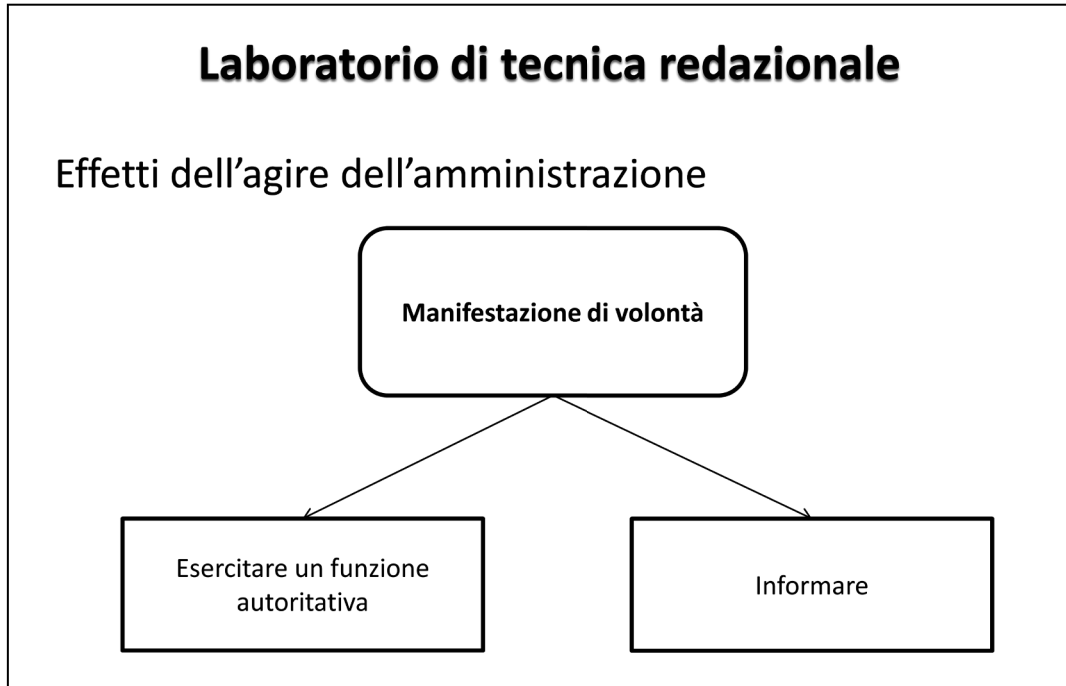 Laboratorio di tecnica redazionale
Effetti dell’agire dell’amministrazione
Manifestazione di volontà
Esercitare un funzione
autoritativa
Informare